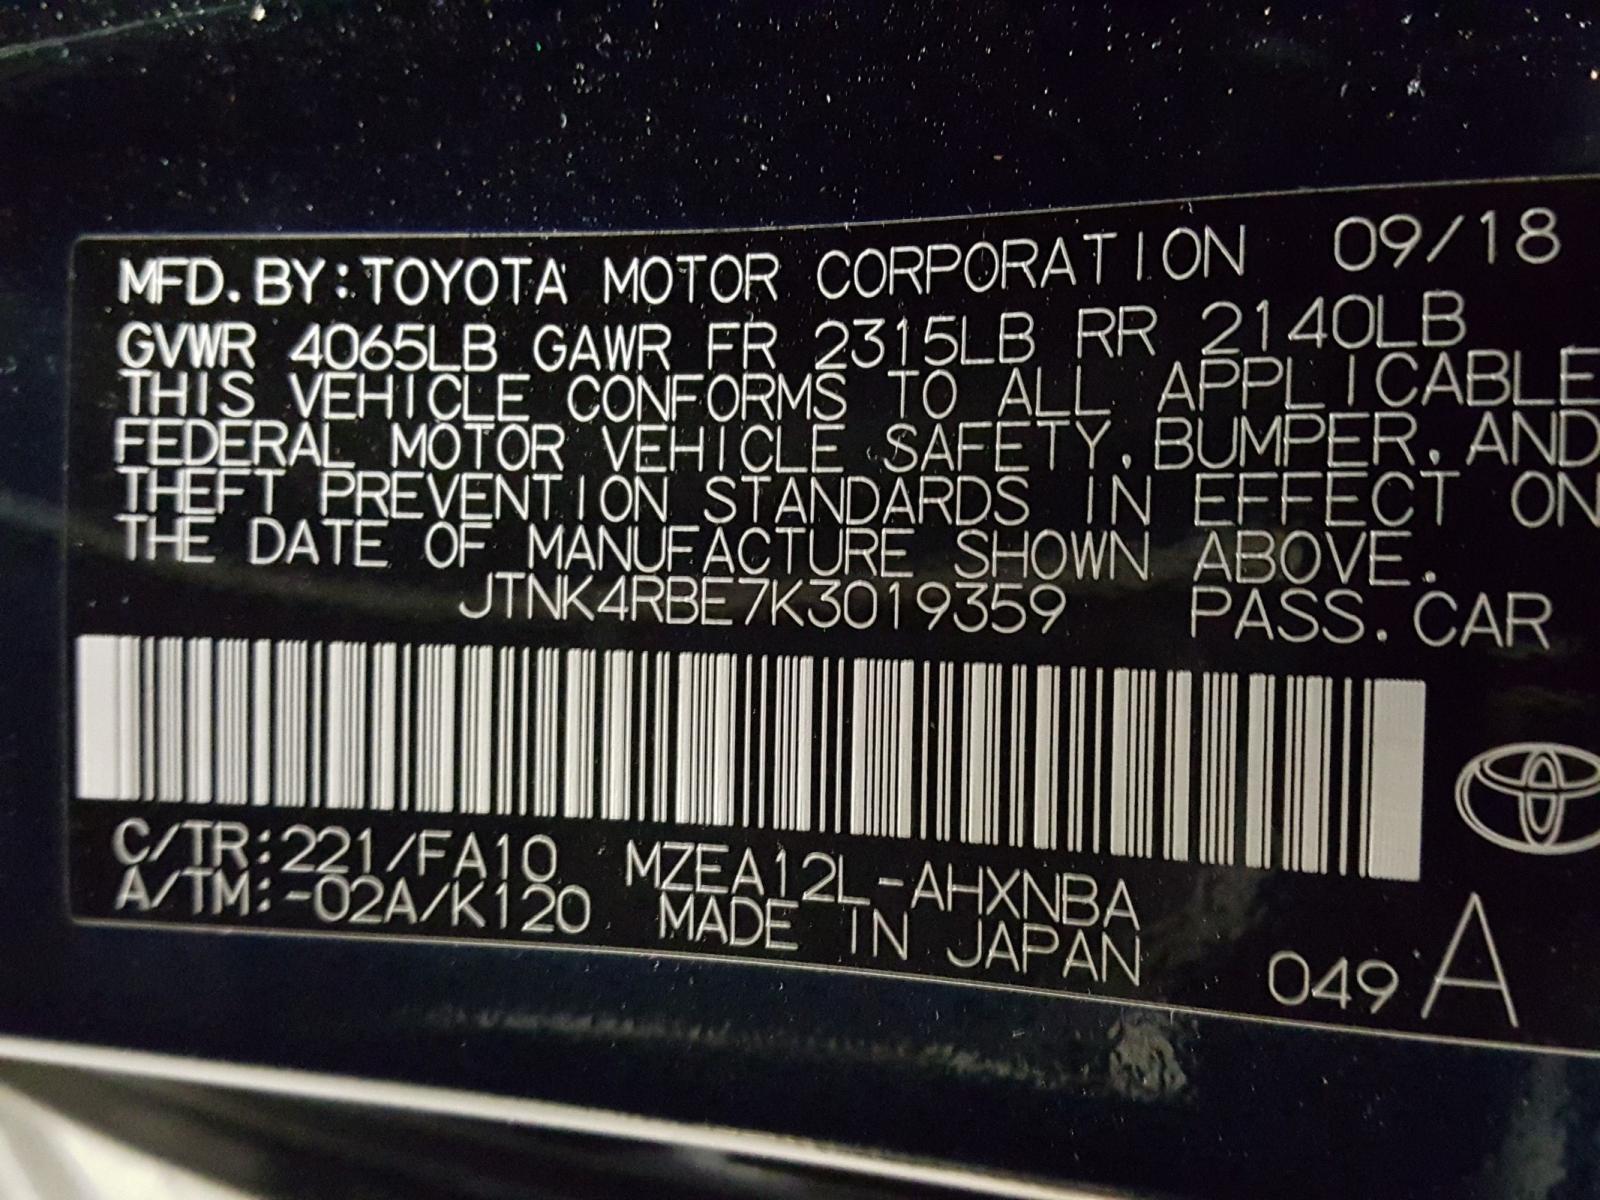 MFD. BY: TOYOTA MOTOR CORPORATION 09/18
GVWR 4065LB GAWR FR 2315LB RR 2140LB
THIS VEHICLE CONFORMS TO ALL APPLICABLE
FEDERAL MOTOR VEHICLE SAFETY, BUMPER, AND
THEFT PREVENTION STANDARDS IN EFFECT ON
THE DATE OF MANUFACTURE SHOWN ABOVE.
JTNK4RBE7K3019359 PASS. CAR
C/TR: 221/FA10 MZEA12L-AHXNBA
A/TM: -02A/K120 MADE IN JAPAN 049 A